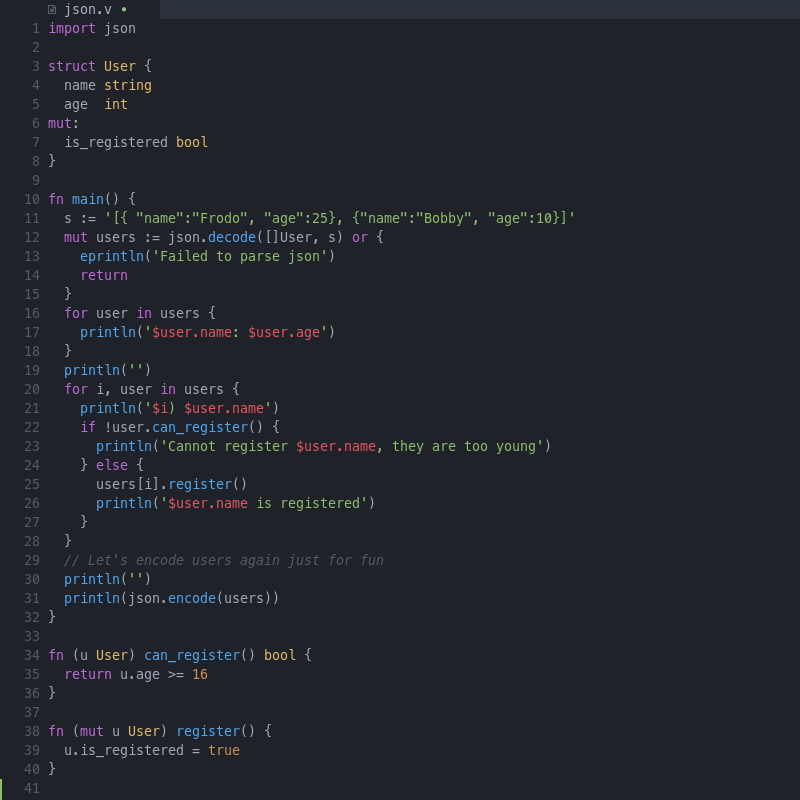 json.v •
1 import json
2
3 struct User {
4   name string
5   age  int
6 mut:
7   is_registered bool
8 }
9
10 fn main() {
11   s := '[{ "name":"Frodo", "age":25}, {"name":"Bobby", "age":10}]'
12   mut users := json.decode([]User, s) or {
13     eprintln('Failed to parse json')
14     return
15   }
16   for user in users {
17     println('$user.name: $user.age')
18   }
19   println('')
20   for i, user in users {
21     println('$i) $user.name')
22     if !user.can_register() {
23       println('Cannot register $user.name, they are too young')
24     } else {
25       users[i].register()
26       println('$user.name is registered')
27     }
28   }
29   // Let's encode users again just for fun
30   println('')
31   println(json.encode(users))
32 }
33
34 fn (u User) can_register() bool {
35   return u.age >= 16
36 }
37
38 fn (mut u User) register() {
39   u.is_registered = true
40 }
41